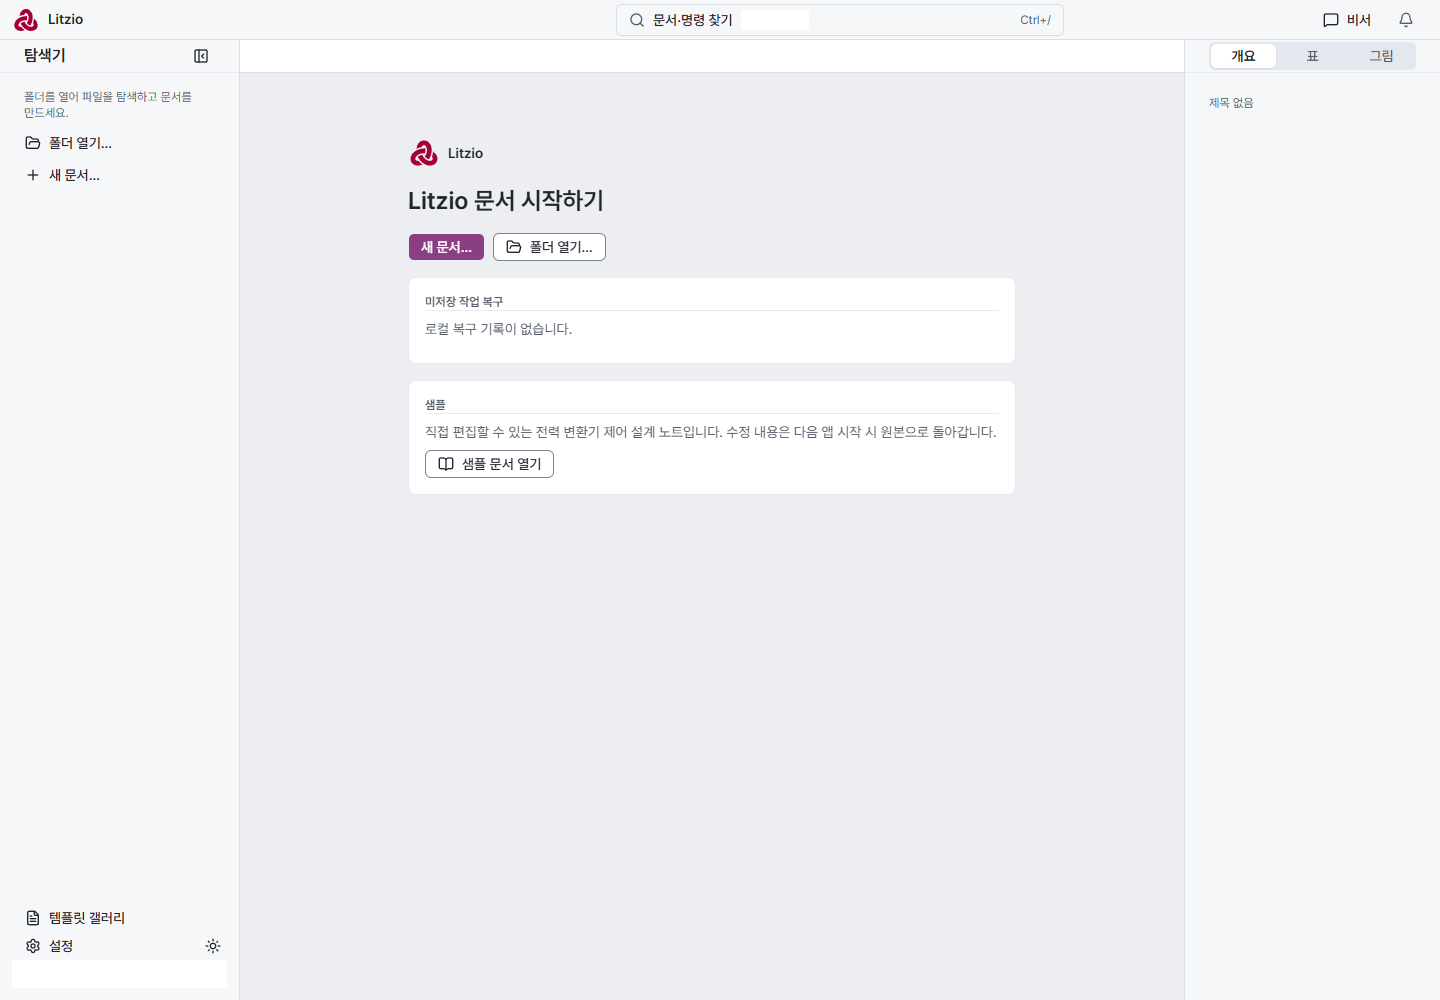 Litzio
문서·명령 찾기
Ctrl+/
비서
탐색기
개요
표
그림
폴더를 열어 파일을 탐색하고 문서를
만드세요.
제목 없음
폴더 열기...
새 문서...
Litzio
Litzio 문서 시작하기
새 문서...
폴더 열기...
미저장 작업 복구
로컬 복구 기록이 없습니다.
샘플
직접 편집할 수 있는 전력 변환기 제어 설계 노트입니다. 수정 내용은 다음 앱 시작 시 원본으로 돌아갑니다.
샘플 문서 열기
템플릿 갤러리
설정